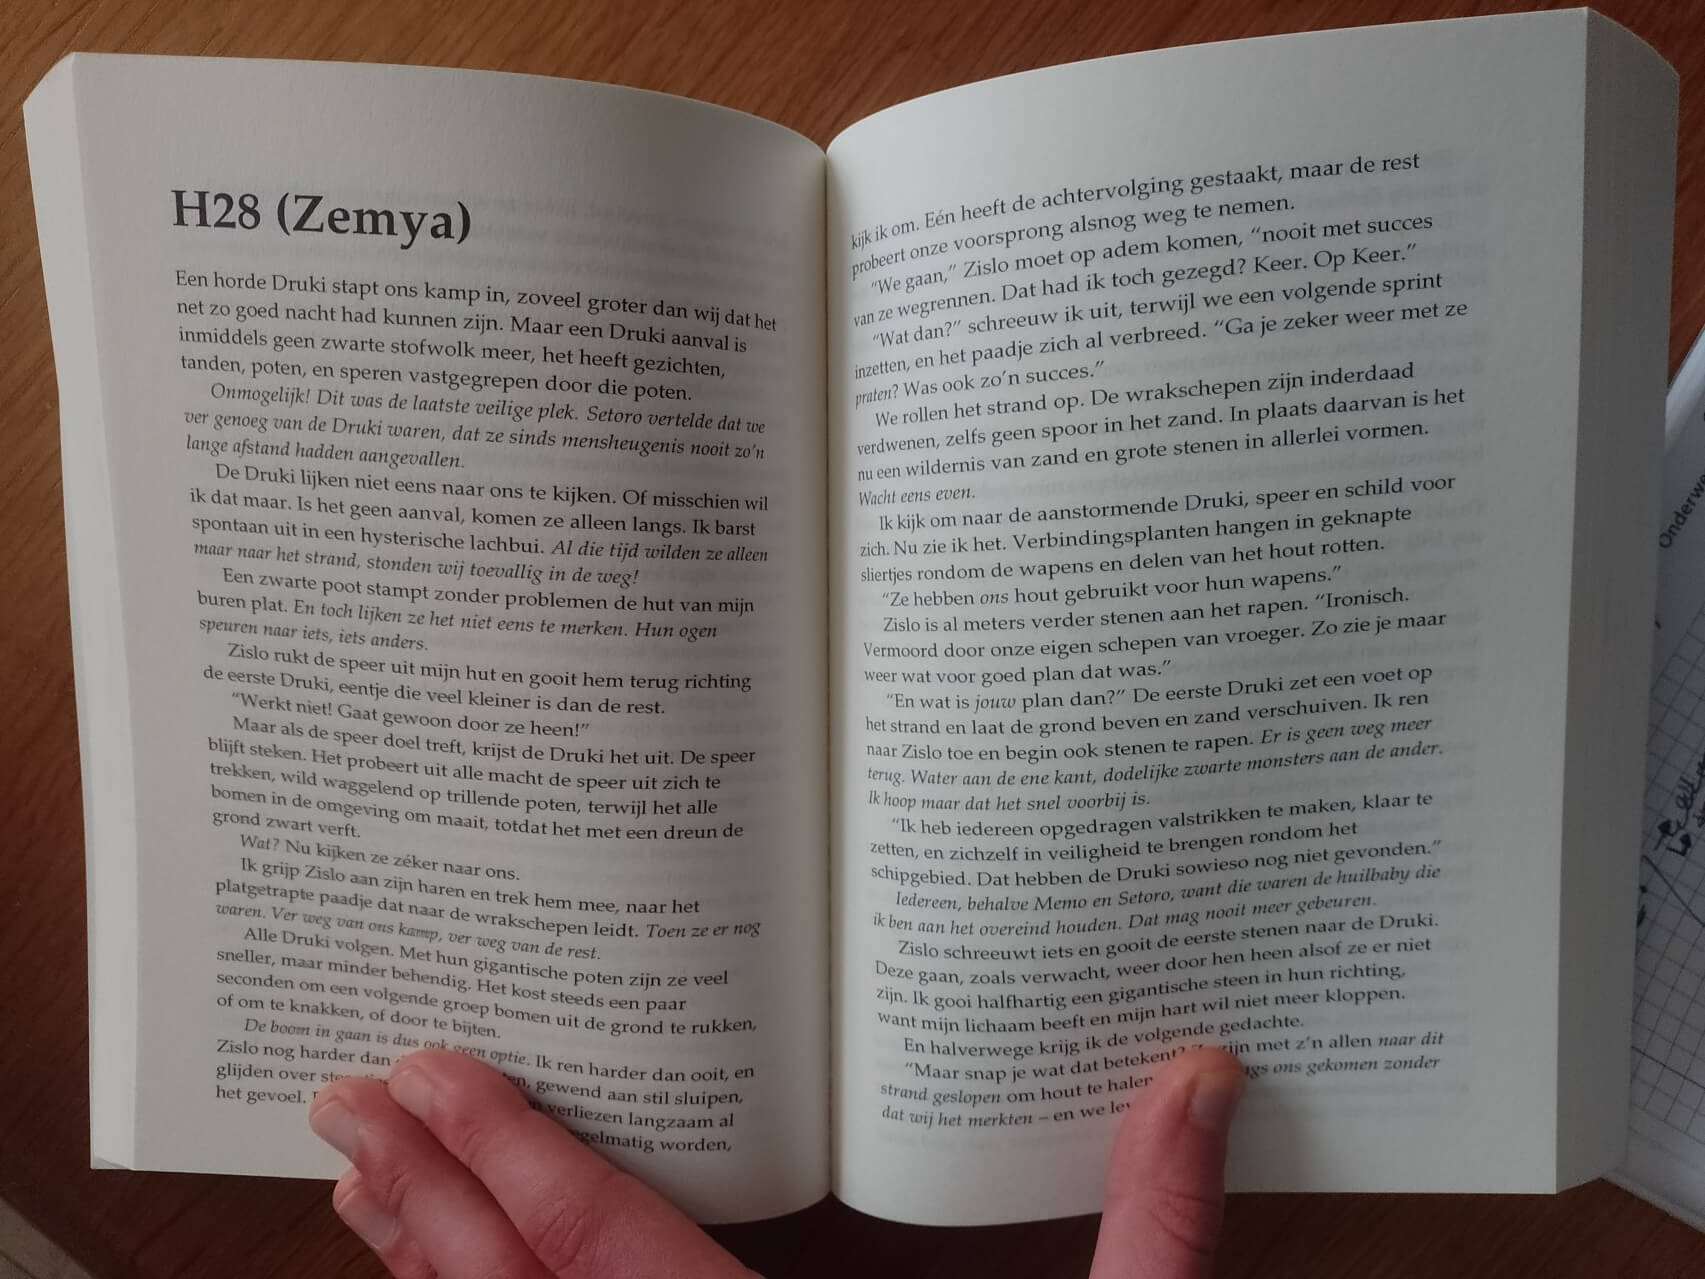 H28 (Zemya)
Een horde Druki stapt ons kamp in, zoveel groter dan wij dat het
net zo goed nacht had kunnen zijn. Maar een Druki aanval is
inmiddels geen zwarte stofwolk meer, het heeft gezichten,
tanden, poten, en speren vastgegrepen door die poten.
Onmogelijk! Dit was de laatste veilige plek. Setoro vertelde dat we
ver genoeg van de Druki waren, dat ze sinds mensheugenis nooit zo’n
lange afstand hadden aangevallen.
De Druki lijken niet eens naar ons te kijken. Of misschien wil
ik dat maar. Is het geen aanval, komen ze alleen langs. Ik barst
spontaan uit in een hysterische lachbui. Al die tijd wilden ze alleen
maar naar het strand, stonden wij toevallig in de weg!
Een zwarte poot stampt zonder problemen de hut van mijn
buren plat. En toch lijken ze het niet eens te merken. Hun ogen
speuren naar iets, iets anders.
Zislo rukt de speer uit mijn hut en gooit hem terug richting
de eerste Druki, eentje die veel kleiner is dan de rest.
“Werkt niet! Gaat gewoon door ze heen!”
Maar als de speer doel treft, krijst de Druki het uit. De speer
blijft steken. Het probeert uit alle macht de speer uit zich te
trekken, wild waggelend op trillende poten, terwijl het alle
bomen in de omgeving om maait, totdat het met een dreun de
grond zwart verft.
Wat? Nu kijken ze zéker naar ons.
Ik grijp Zislo aan zijn haren en trek hem mee, naar het
platgetrapte paadje dat naar de wrakschepen leidt. Toen ze er nog
waren. Ver weg van ons kamp, ver weg van de rest.
Alle Druki volgen. Met hun gigantische poten zijn ze veel
sneller, maar minder behendig. Het kost steeds een paar
seconden om een volgende groep bomen uit de grond te rukken,
of om te knakken, of door te bijten.
De boom in gaan is dus ook geen optie. Ik ren harder dan ooit, en
Zislo nog harder dan
glijden over gewend aan stil sluipen,
het gevoel. verliezen langzaam al
worden,
kijk ik om. Eén heeft de achtervolging gestaakt, maar de rest
probeert onze voorsprong alsnog weg te nemen.
“We gaan,” Zislo moet op adem komen, “nooit met succes
van ze wegrennen. Dat had ik toch gezegd? Keer. Op Keer.”
“Wat dan?” schreeuw ik uit, terwijl we een volgende sprint
inzetten, en het paadje zich al verbreed. “Ga je zeker weer met ze
praten? Was ook zo’n succes.”
We rollen het strand op. De wrakschepen zijn inderdaad
verdwenen, zelfs geen spoor in het zand. In plaats daarvan is het
nu een wildernis van zand en grote stenen in allerlei vormen.
Wacht eens even.
Ik kijk om naar de aanstormende Druki, speer en schild voor
zich. Nu zie ik het. Verbindingsplanten hangen in geknapte
sliertjes rondom de wapens en delen van het hout rotten.
“Ze hebben ons hout gebruikt voor hun wapens.”
Zislo is al meters verder stenen aan het rapen. “Ironisch.
Vermoord door onze eigen schepen van vroeger. Zo zie je maar
weer wat voor goed plan dat was.”
“En wat is jouw plan dan?” De eerste Druki zet een voet op
het strand en laat de grond beven en zand verschuiven. Ik ren
naar Zislo toe en begin ook stenen te rapen. Er is geen weg meer
terug. Water aan de ene kant, dodelijke zwarte monsters aan de ander.
Ik hoop maar dat het snel voorbij is.
“Ik heb iedereen opgedragen valstrikken te maken, klaar te
zetten, en zichzelf in veiligheid te brengen rondom het
schipgebied. Dat hebben de Druki sowieso nog niet gevonden.”
Iedereen, behalve Memo en Setoro, want die waren de huilbaby die
ik ben aan het overeind houden. Dat mag nooit meer gebeuren.
Zislo schreeuwt iets en gooit de eerste stenen naar de Druki.
Deze gaan, zoals verwacht, weer door hen heen alsof ze er niet
zijn. Ik gooi halfhartig een gigantische steen in hun richting,
want mijn lichaam beeft en mijn hart wil niet meer kloppen.
En halverwege krijg ik de volgende gedachte.
“Maar snap je wat dat betekent? zijn met z’n allen naar dit
strand geslopen om hout te halen ons gekomen zonder
dat wij het merkten – en we